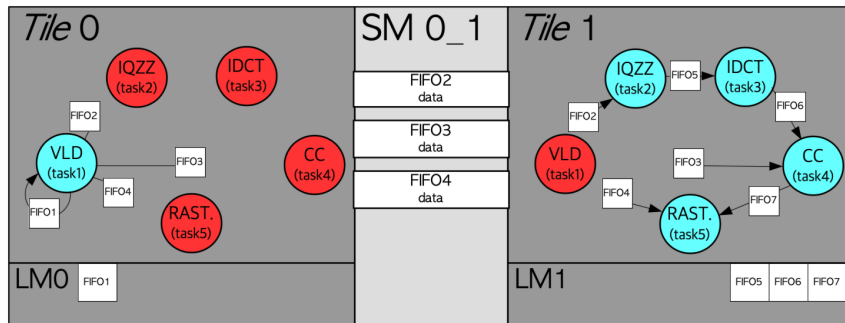 Tile 0
IQZZ
(task2)
IDCT
(task3)
FIFO2
VLD
(task1)
FIFO3
CC
(task4)
FIFO4
FIFO1
RAST.
(task5)
LM0
FIFO1
SM 0_1
FIFO2
data
FIFO3
data
FIFO4
data
Tile 1
IQZZ
(task2)
FIFO5
IDCT
(task3)
FIFO2
FIFO6
VLD
(task1)
FIFO3
CC
(task4)
FIFO4
FIFO7
RAST.
(task5)
LM1
FIFO5 FIFO6 FIFO7